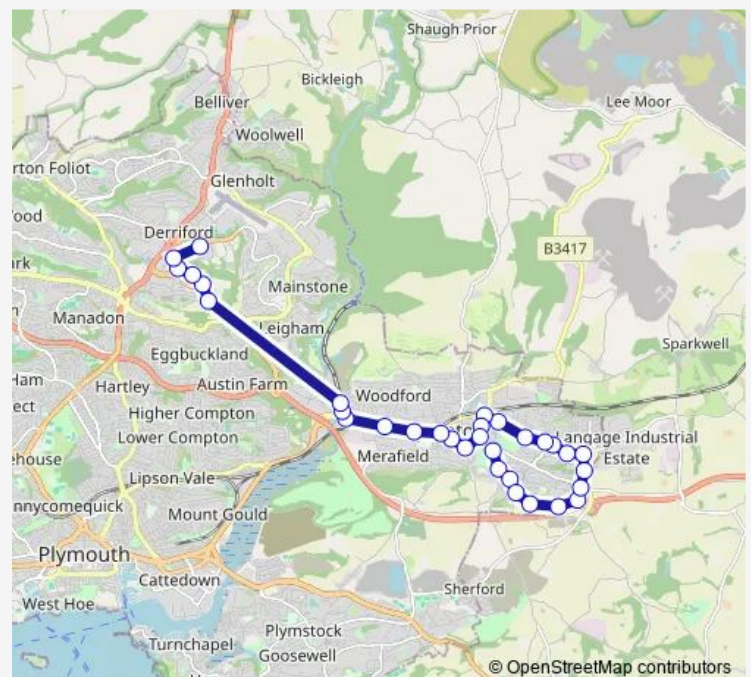 Shaugh Prior
Bickleigh
Lee Moor
Belliver
Woolwell
rton Foliot
Glenholt
ood
Derriford
B3417
ark
Mainstone
Manadon
Leigham
Sparkwell
Eggbuckland
Ham
Hartley
Austin Farm
Woodford
ect
Higher Compton
Lower Compton
Langage Industrial
Estate
ehouse
Merafield
Lipson Vale
nnycomequick
Mount Gould
Plymouth
Cattedown
Sherford
West Hoe
Plymstock
Turnchapel
Goosewell
© OpenStreetMap contributors